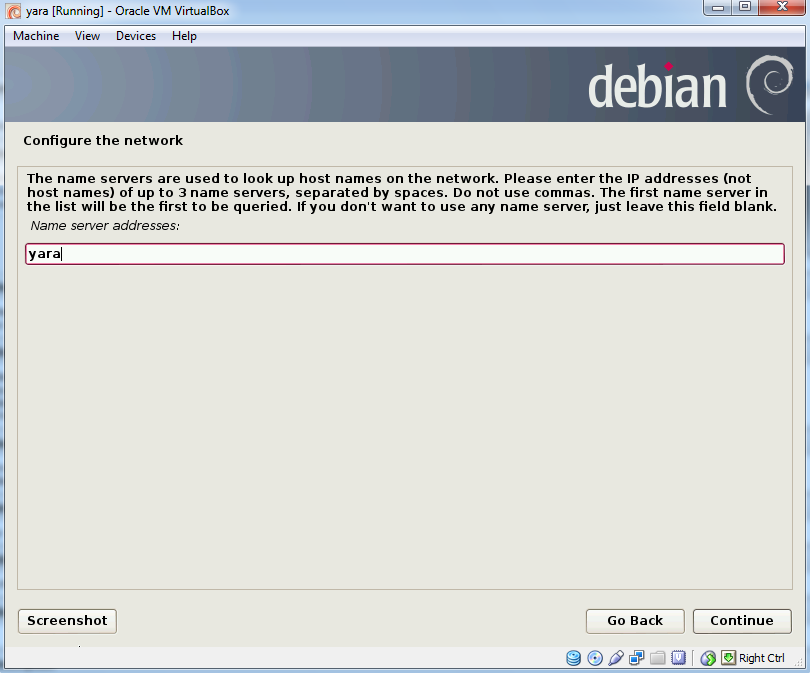 yara [Running] - Oracle VM VirtualBox
Machine View Devices Help
debian
Configure the network
The name servers are used to look up host names on the network. Please enter the IP addresses (not
host names) of up to 3 name servers, separated by spaces. Do not use commas. The first name server in
the list will be the first to be queried. If you don't want to use any name server, just leave this field blank.
Name server addresses:
yara
Screenshot Go Back Continue
Right Ctrl